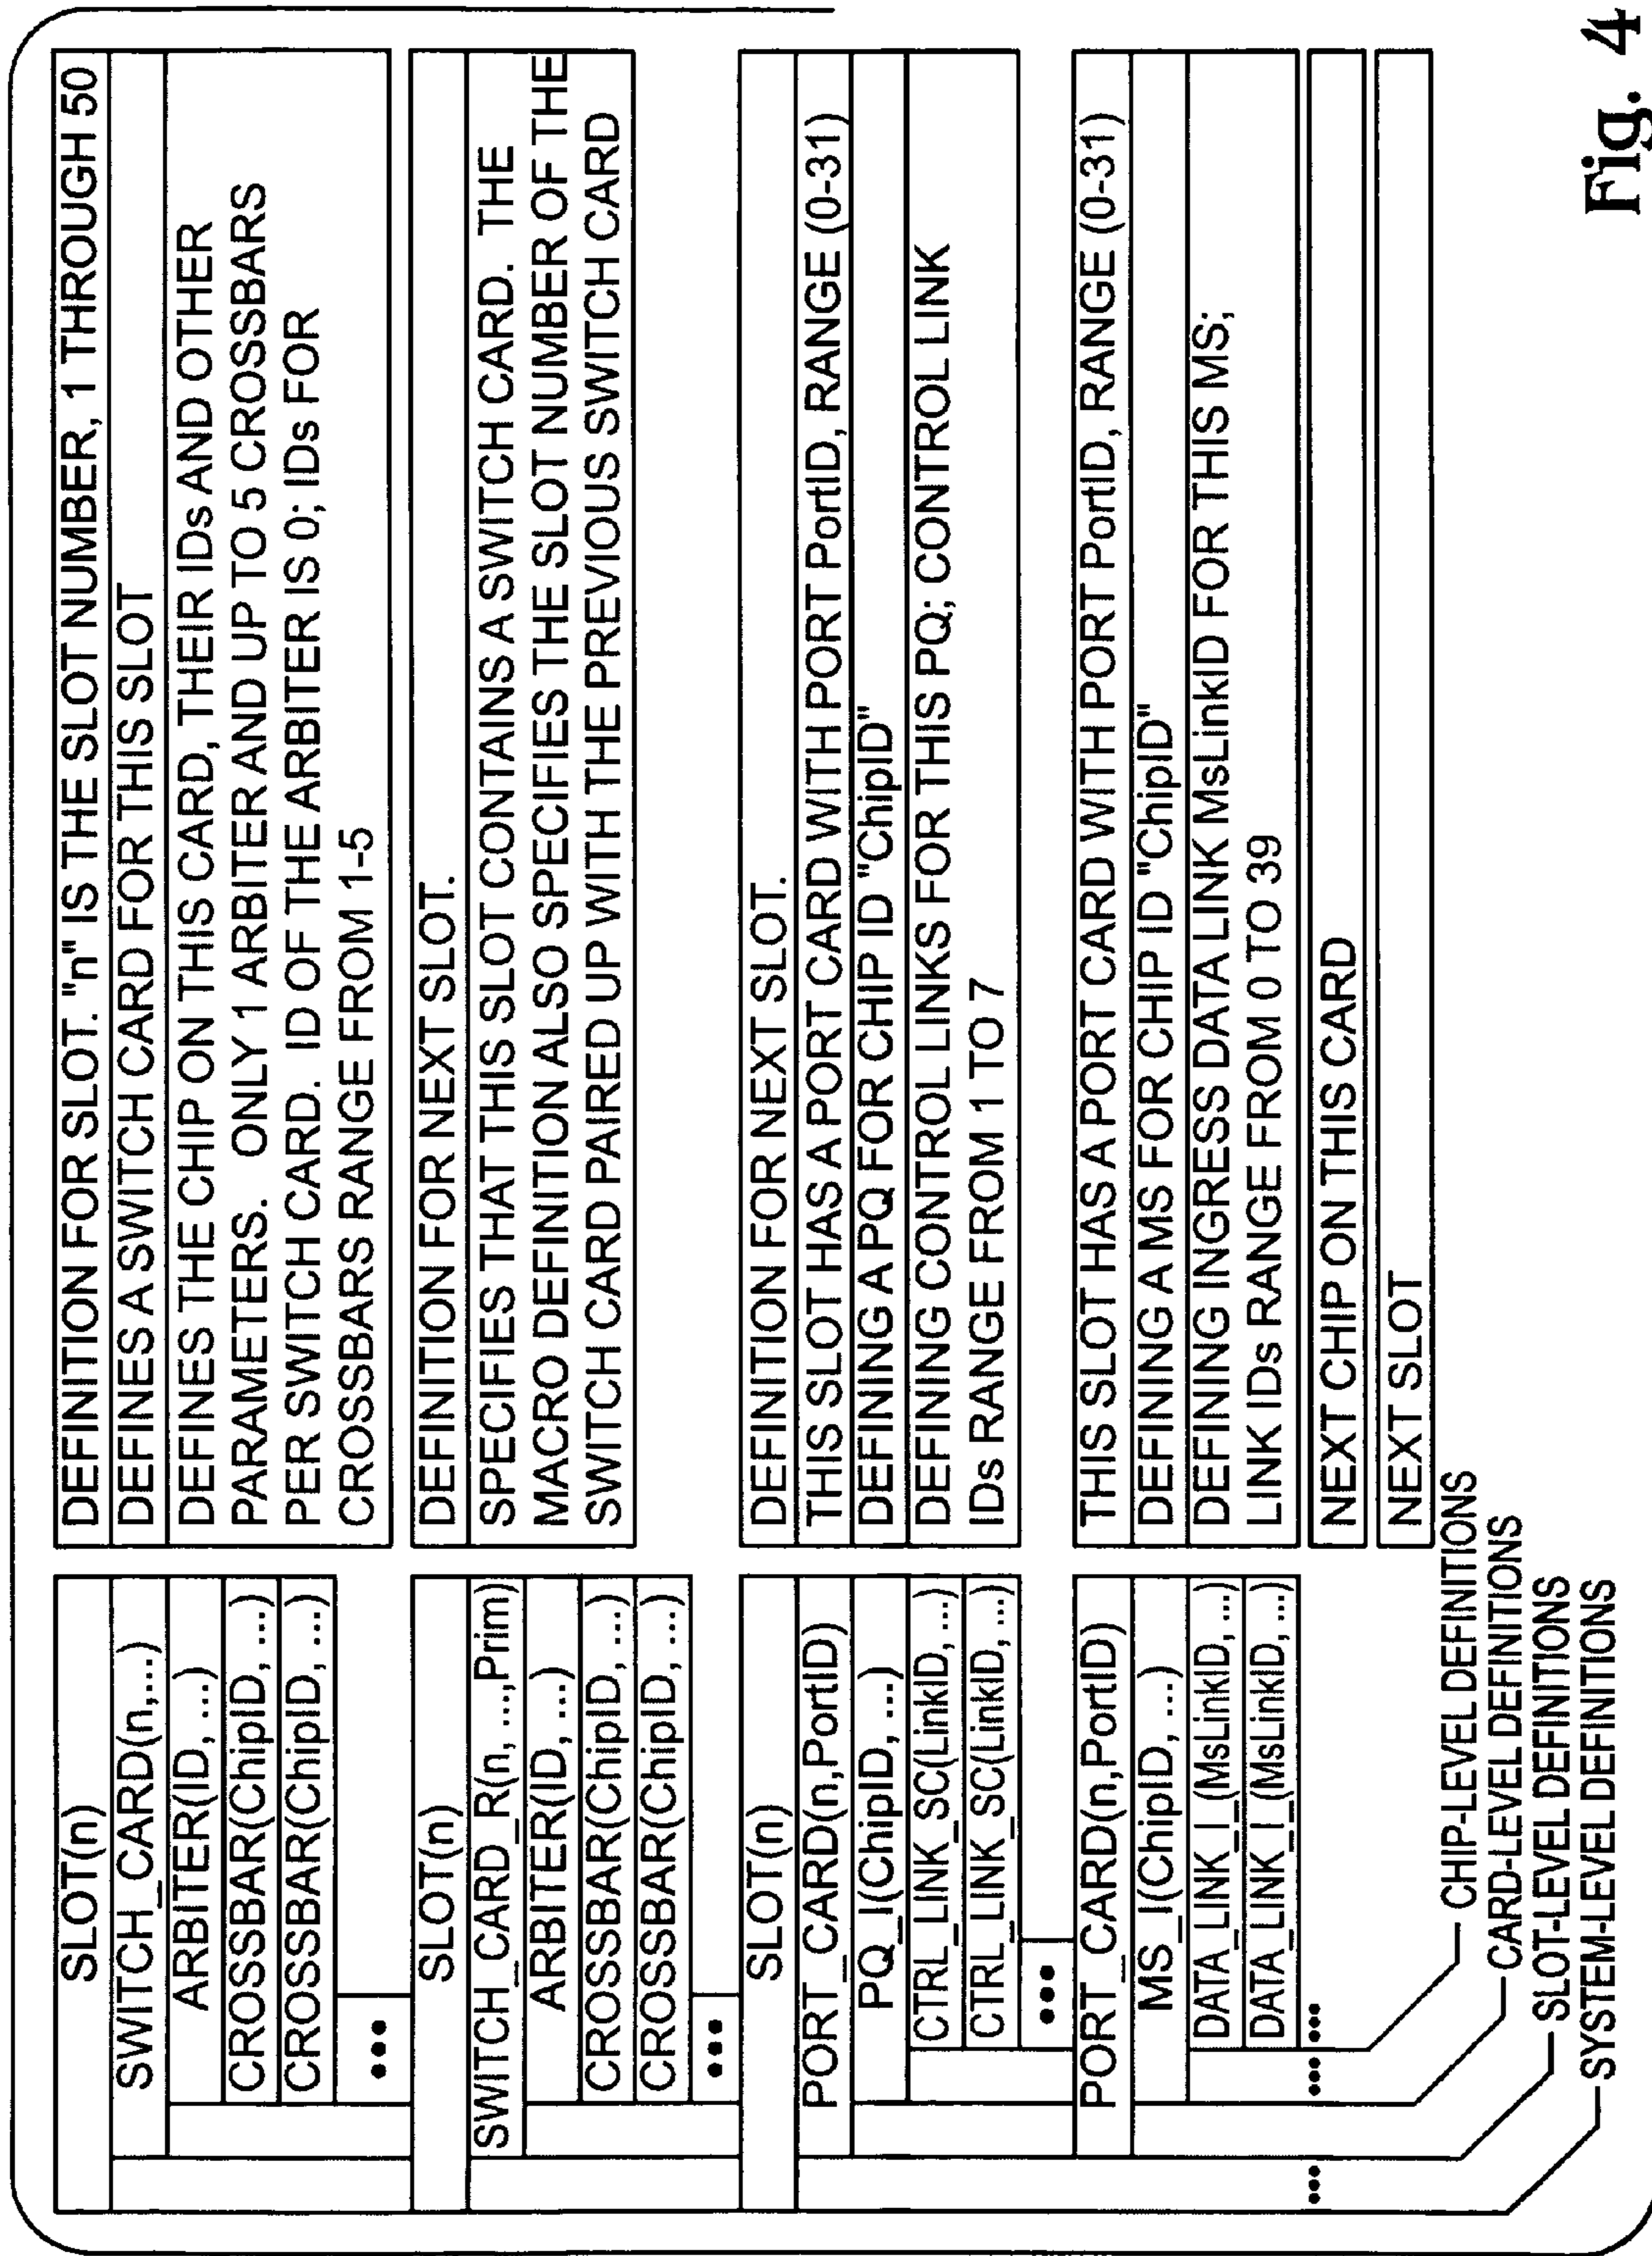 SLOT(n)
DEFINITION FOR SLOT. "n" IS THE SLOT NUMBER, 1 THROUGH 50
SWITCH_CARD(n,...)
DEFINES A SWITCH CARD FOR THIS SLOT
ARBITER(ID, ...)
DEFINES THE CHIP ON THIS CARD, THEIR IDs AND OTHER
CROSSBAR(ChipID, ...)
PARAMETERS. ONLY 1 ARBITER AND UP TO 5 CROSSBARS
CROSSBAR(ChipID, ...)
PER SWITCH CARD. ID OF THE ARBITER IS 0; IDs FOR
...
CROSSBARS RANGE FROM 1-5
SLOT(n)
DEFINITION FOR NEXT SLOT.
SWITCH_CARD_R(n, ...,Prim)
SPECIFIES THAT THIS SLOT CONTAINS A SWITCH CARD. THE
ARBITER(ID, ...)
MACRO DEFINITION ALSO SPECIFIES THE SLOT NUMBER OF THE
CROSSBAR(ChipID, ...)
SWITCH CARD PAIRED UP WITH THE PREVIOUS SWITCH CARD
CROSSBAR(ChipID, ...)
...
SLOT(n)
DEFINITION FOR NEXT SLOT.
PORT_CARD(n,PortID)
THIS SLOT HAS A PORT CARD WITH PORT PortID, RANGE (0-31)
PQ_I(ChipID, ...)
DEFINING A PQ FOR CHIP ID "ChipID"
CTRL_LINK_SC(LinkID, ...)
DEFINING CONTROL LINKS FOR THIS PQ; CONTROL LINK
CTRL_LINK_SC(LinkID, ...)
IDs RANGE FROM 1 TO 7
...
PORT_CARD(n,PortID)
THIS SLOT HAS A PORT CARD WITH PORT PortID, RANGE (0-31)
MS_I(ChipID, ...)
DEFINING A MS FOR CHIP ID "ChipID"
DATA_LINK_I_(MsLinkID, ...)
DEFINING INGRESS DATA LINK MsLinkID FOR THIS MS;
DATA_LINK_I_(MsLinkID, ...)
LINK IDs RANGE FROM 0 TO 39
... ... ...
NEXT CHIP ON THIS CARD
NEXT SLOT
CHIP-LEVEL DEFINITIONS
CARD-LEVEL DEFINITIONS
SLOT-LEVEL DEFINITIONS
SYSTEM-LEVEL DEFINITIONS
Fig. 4